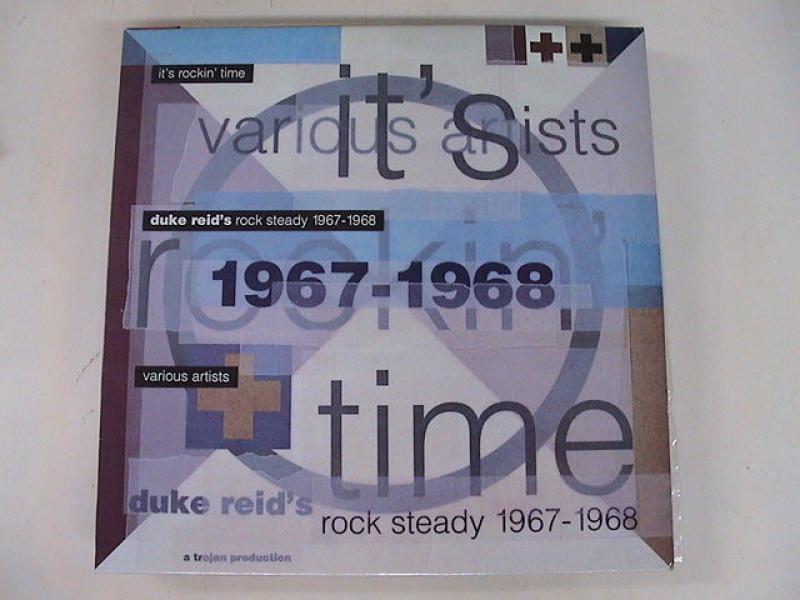 it's rockin' time
it's
various artists
duke reid's rock steady 1967-1968
rockin'
1967-1968
various artists
time
duke reid's
rock steady 1967-1968
a trojan production